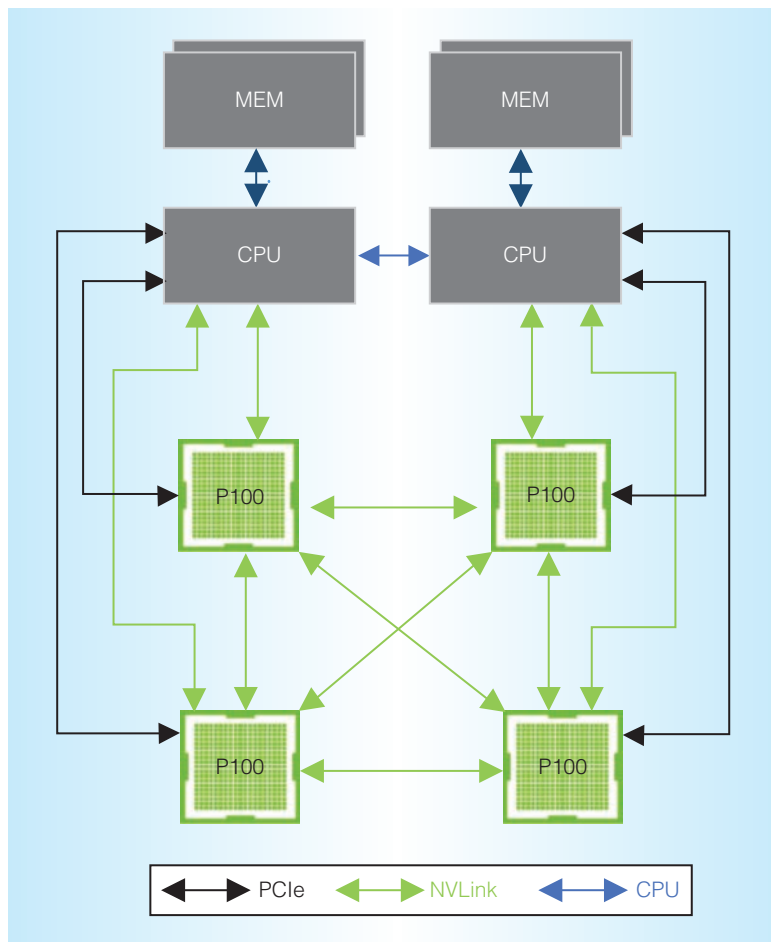 MEM
MEM
CPU
CPU
P100
P100
P100
P100
PCIe
NVLink
CPU